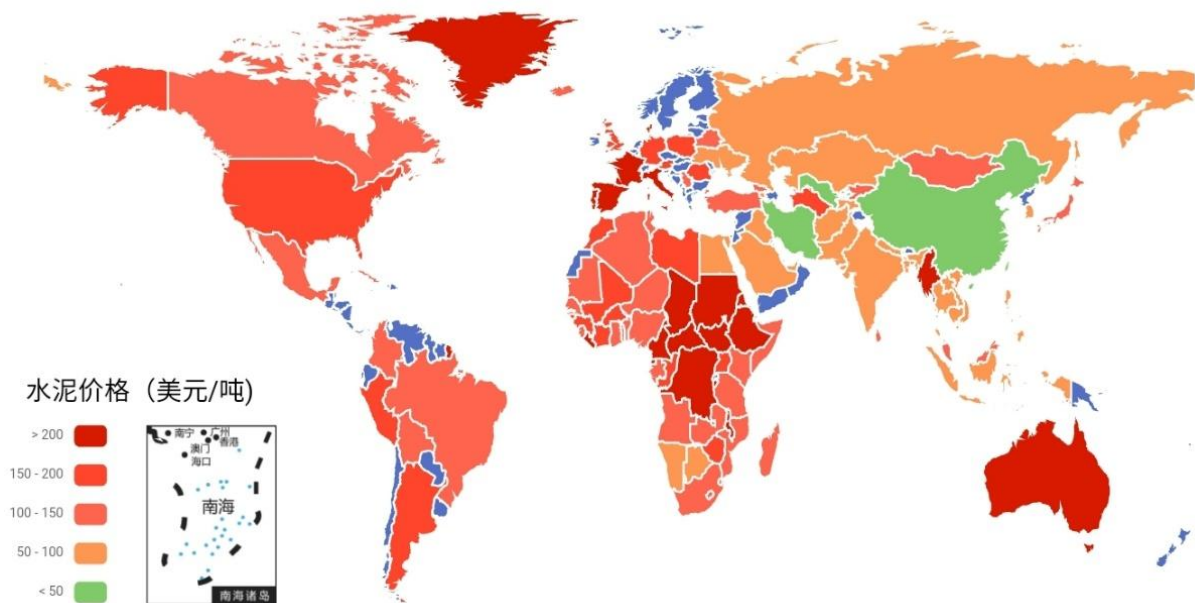 水泥价格（美元/吨)
> 200
150 - 200
100 - 150
50 - 100
< 50
南宁
广州
香港
澳门
海口
南海
南海诸岛